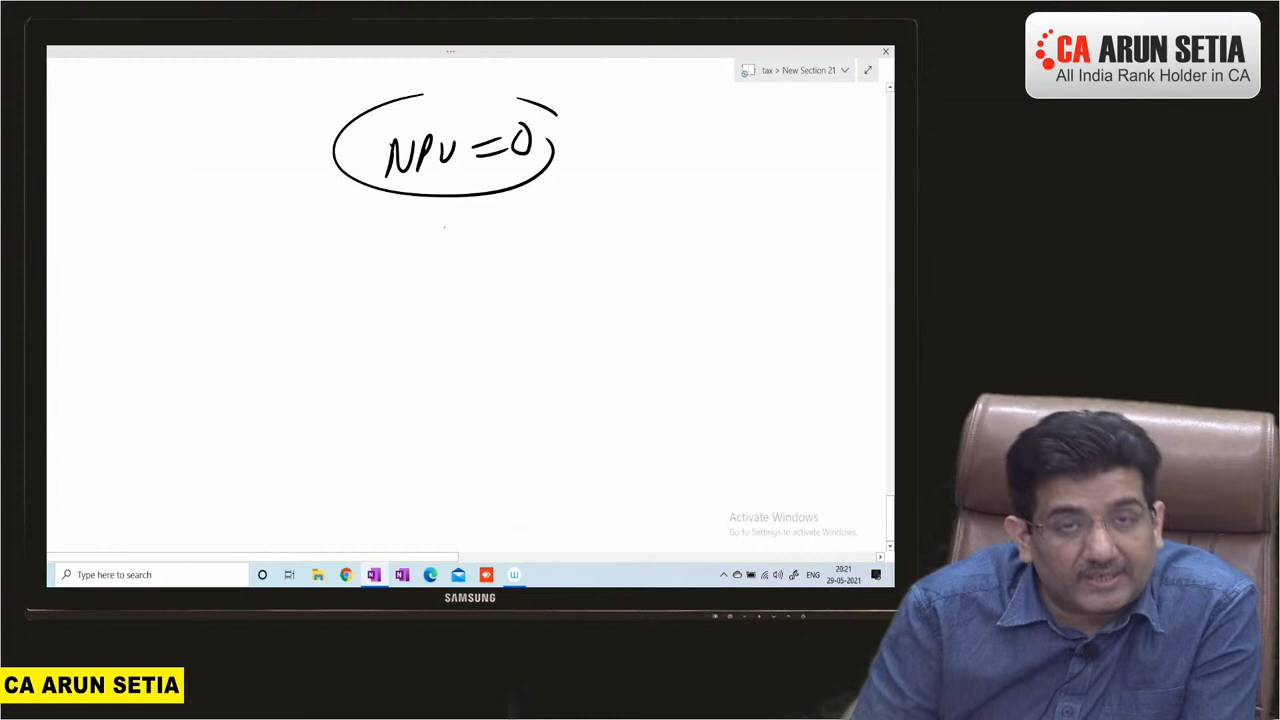 CA ARUN SETIA
All India Rank Holder in CA
tax > New Section 21
NPV = 0
Activate Windows
Go to Settings to activate Windows.
Type here to search
ENG
20:21
29-05-2021
SAMSUNG
CA ARUN SETIA